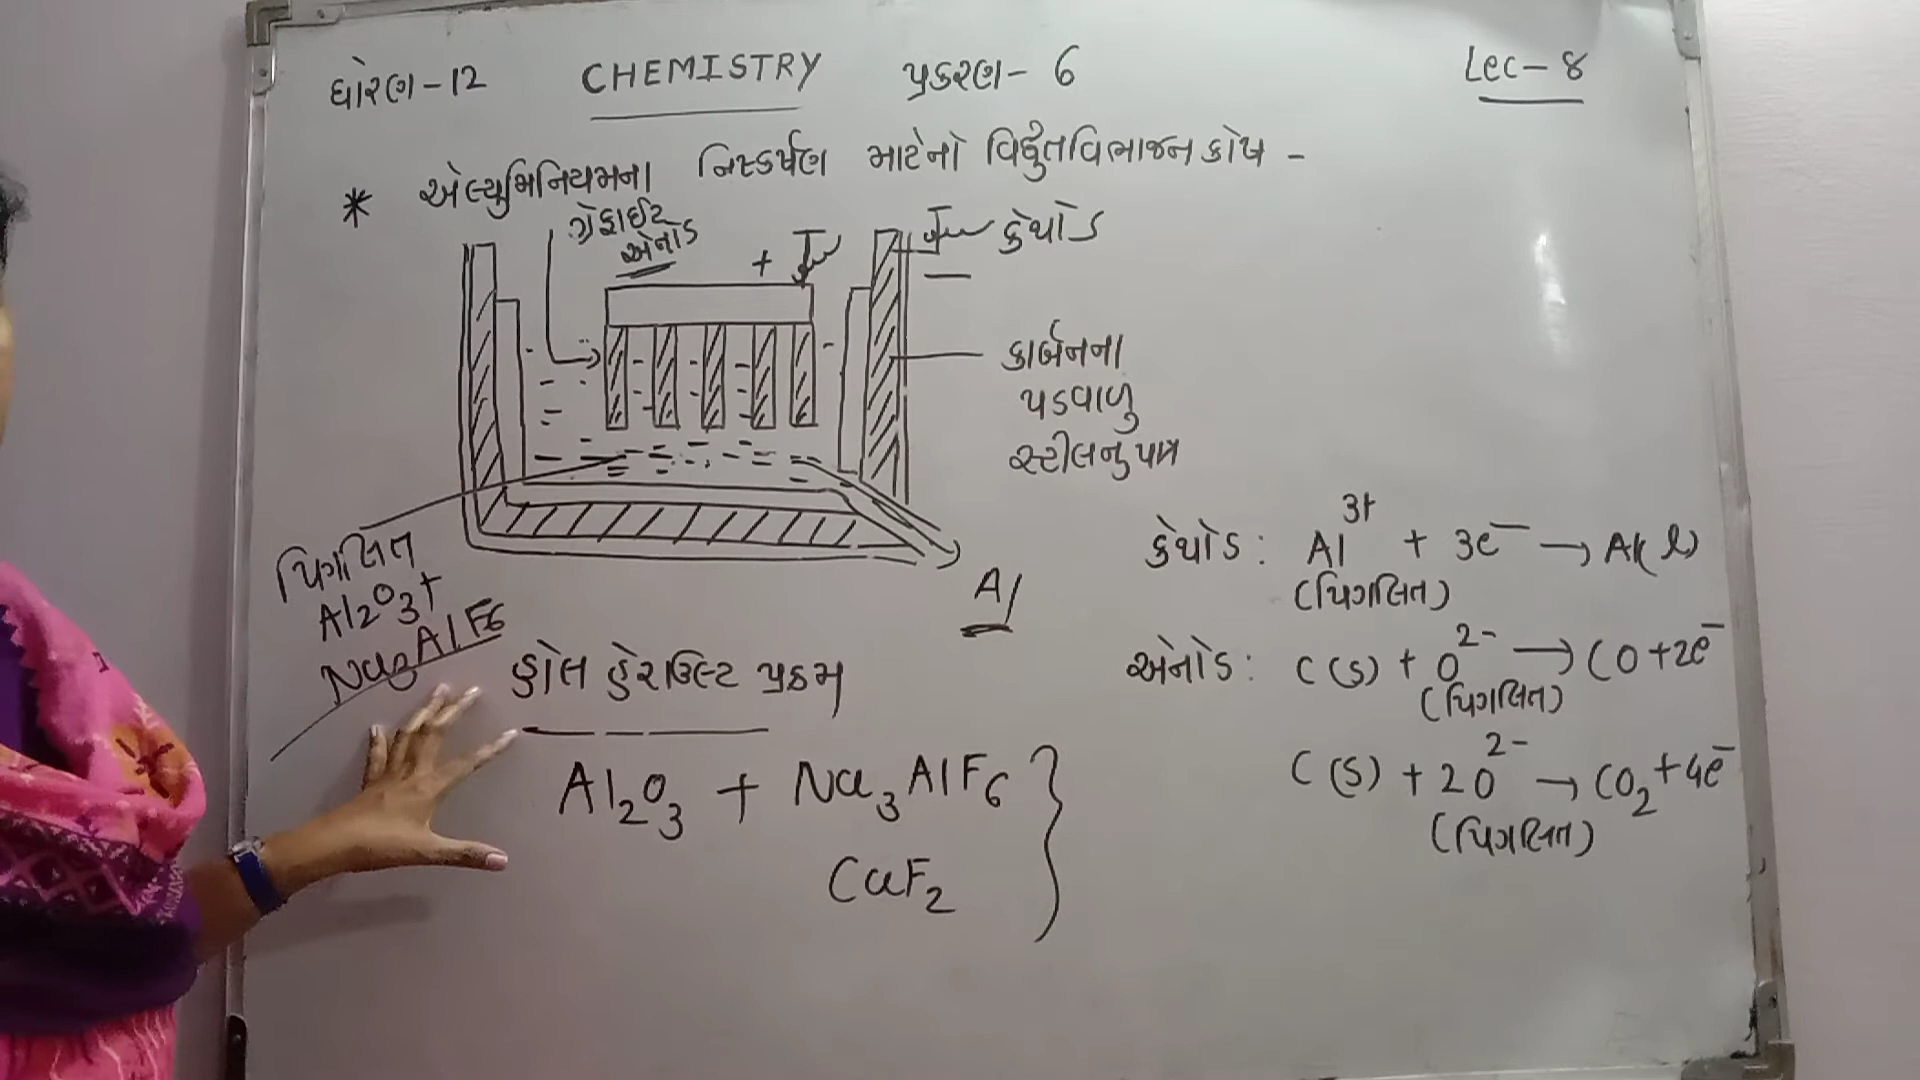 ધોરણ-12 CHEMISTRY પ્રકરણ-6 Lec-8
* એલ્યુમિનિયમના નિષ્કર્ષણ માટેનો વિદ્યુતવિભાજન કોષ -
ગ્રેફાઈટ
એનોડ
+
કેથોડ
કાર્બનના
પડવાળુ
સ્ટીલનુ પાત્ર
પિગલિત
Al2O3+
Na3AlF6
Al
કેથોડ: Al³⁺ + 3e⁻ → Al(l)
(પિગલિત)
એનોડ: C(s) + O²⁻ → CO+2e⁻
(પિગલિત)
C(s) + 2O²⁻ → CO₂+4e⁻
(પિગલિત)
હોલ હેરાઉલ્ટ પ્રક્રમ
Al₂O₃ + Na₃AlF₆ }
CaF₂